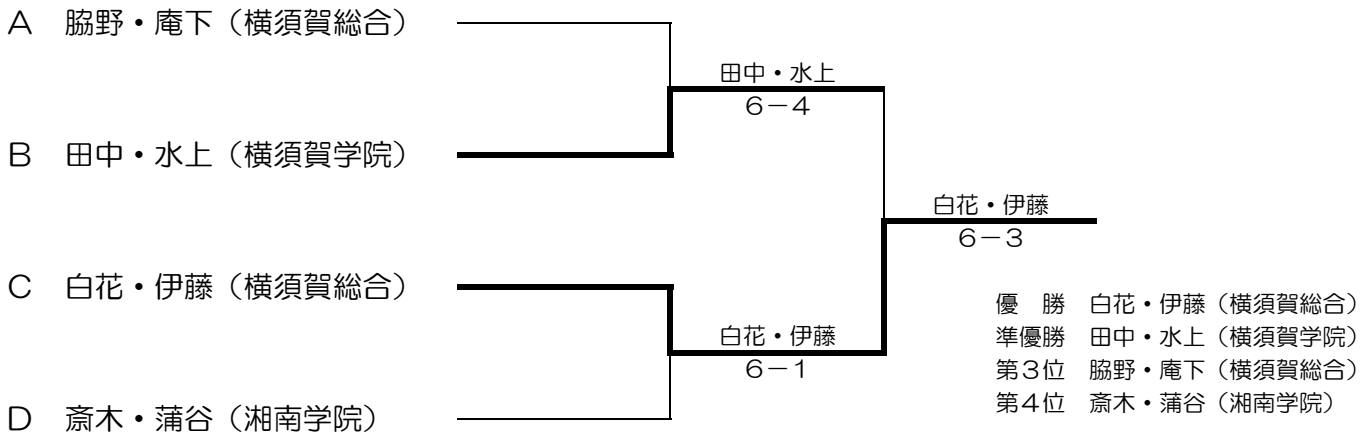 A 脇野・庵下（横須賀総合）
田中・水上
6－4
B 田中・水上（横須賀学院）
白花・伊藤
6－3
C 白花・伊藤（横須賀総合）
優　勝 白花・伊藤（横須賀総合）
白花・伊藤
準優勝 田中・水上（横須賀学院）
6－1
第3位 脇野・庵下（横須賀総合）
第4位 斎木・蒲谷（湘南学院）
D 斎木・蒲谷（湘南学院）